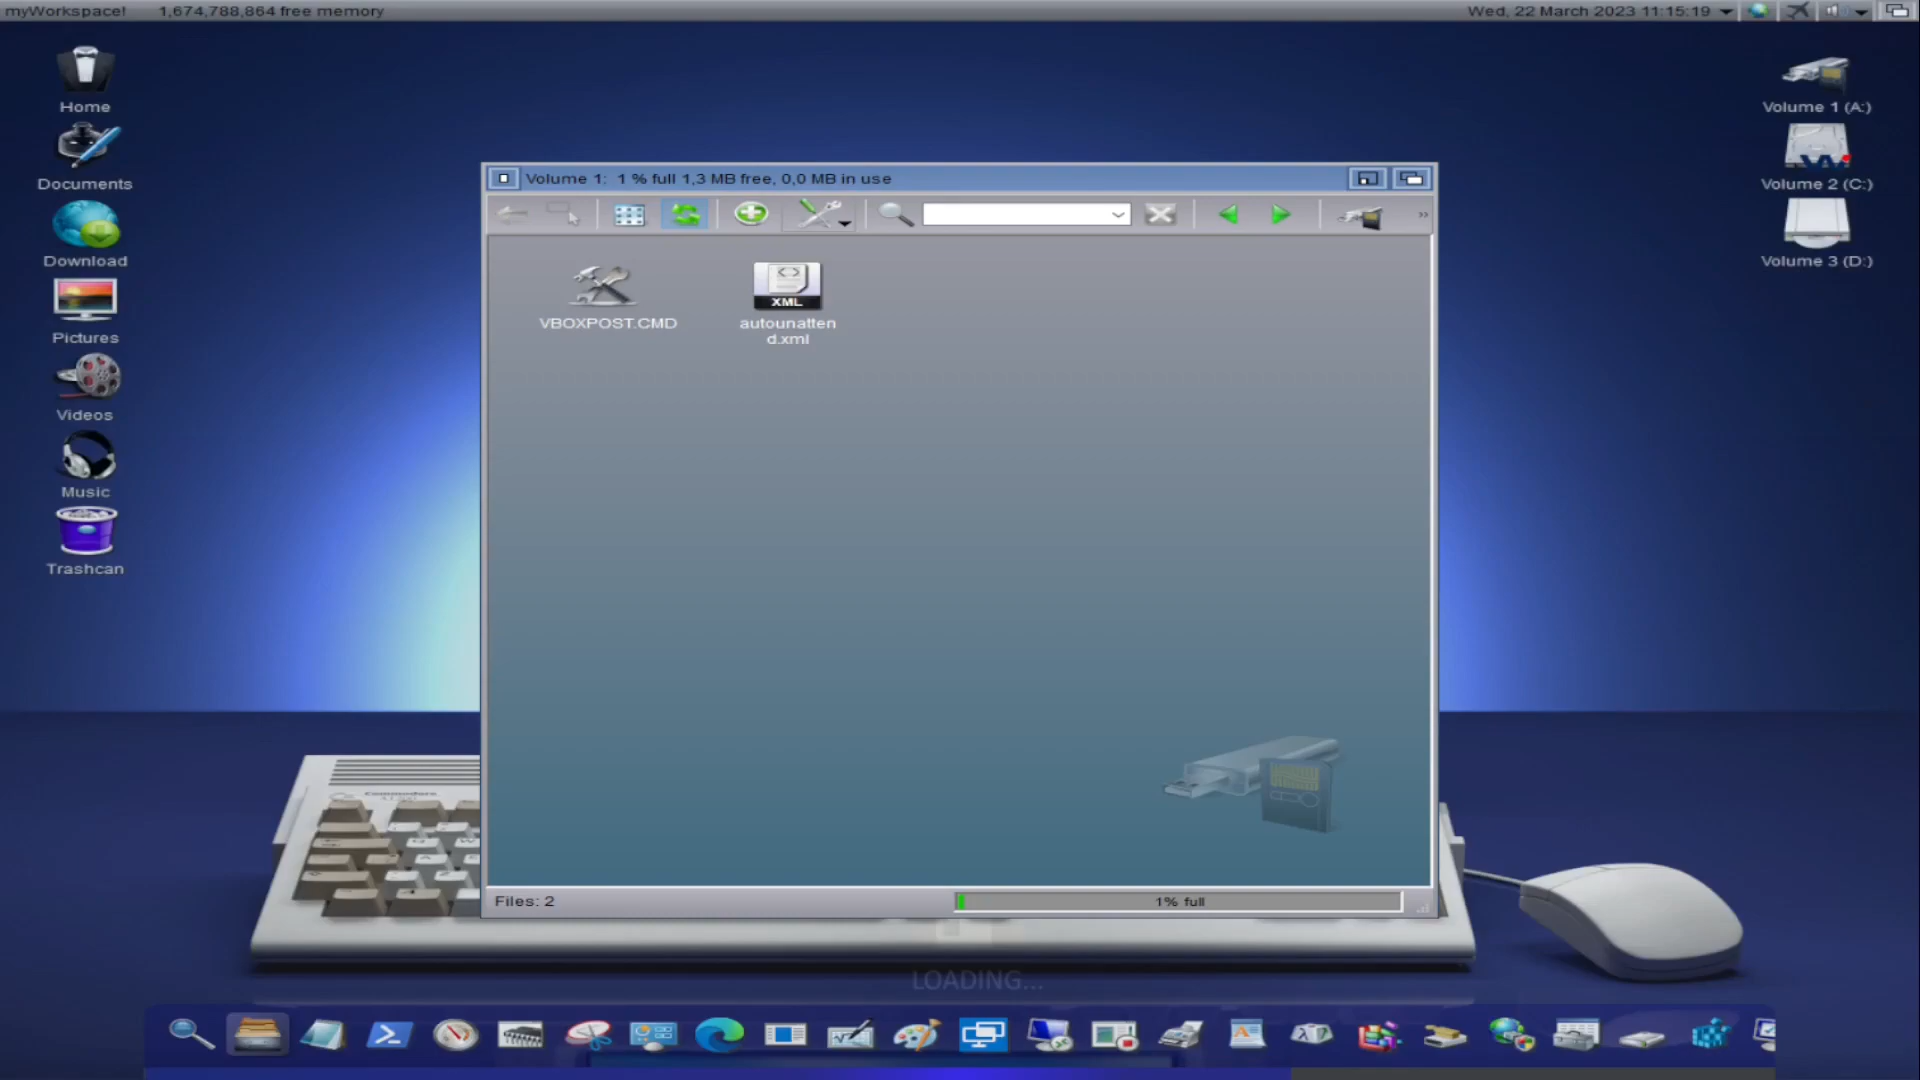 myWorkspace! 1,674,788,864 free memory
Wed, 22 March 2023 11:15:19
Home
Documents
Download
Pictures
Videos
Music
Trashcan
Volume 1 (A:)
Volume 2 (C:)
Volume 3 (D:)
Volume 1: 1 % full 1,3 MB free, 0,0 MB in use
VBOXPOST.CMD
XML
autounatten
d.xml
Files: 2
1% full
Commodore
LOADING...